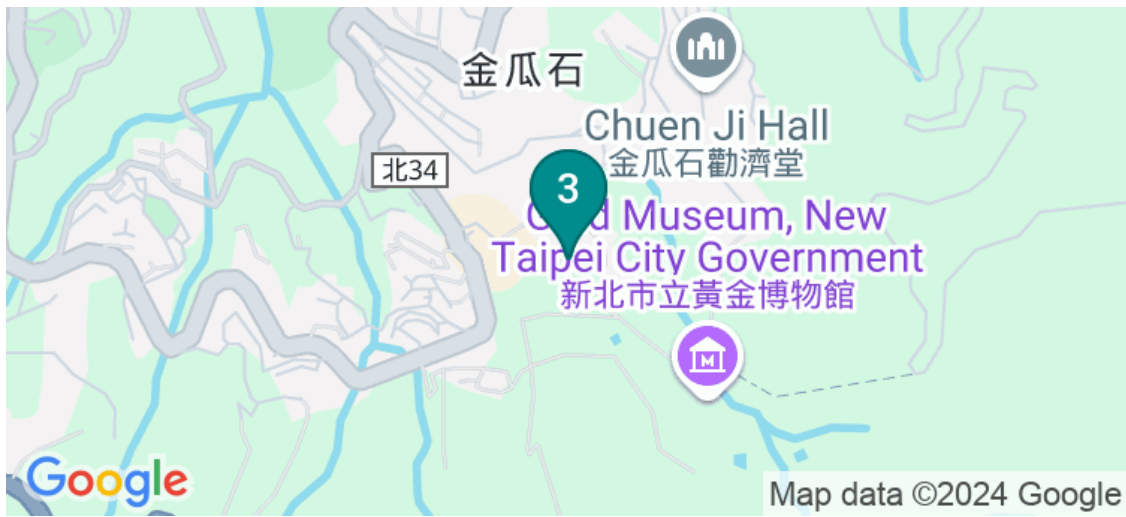 金瓜石
Chuen Ji Hall
金瓜石勸濟堂
北34
3
Museum, New
Taipei City Government
新北市立黃金博物館
M
Google
Map data ©2024 Google